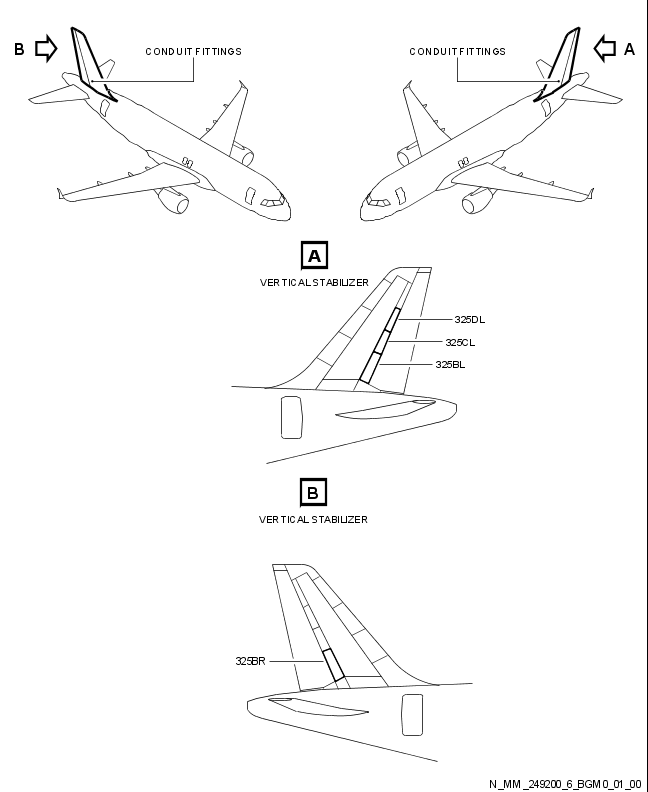 B
CONDUIT FITTINGS
CONDUIT FITTINGS
A
A
VERTICAL STABILIZER
325DL
325CL
325BL
B
VERTICAL STABILIZER
325BR
N_MM_249200_6_BGM0_01_00